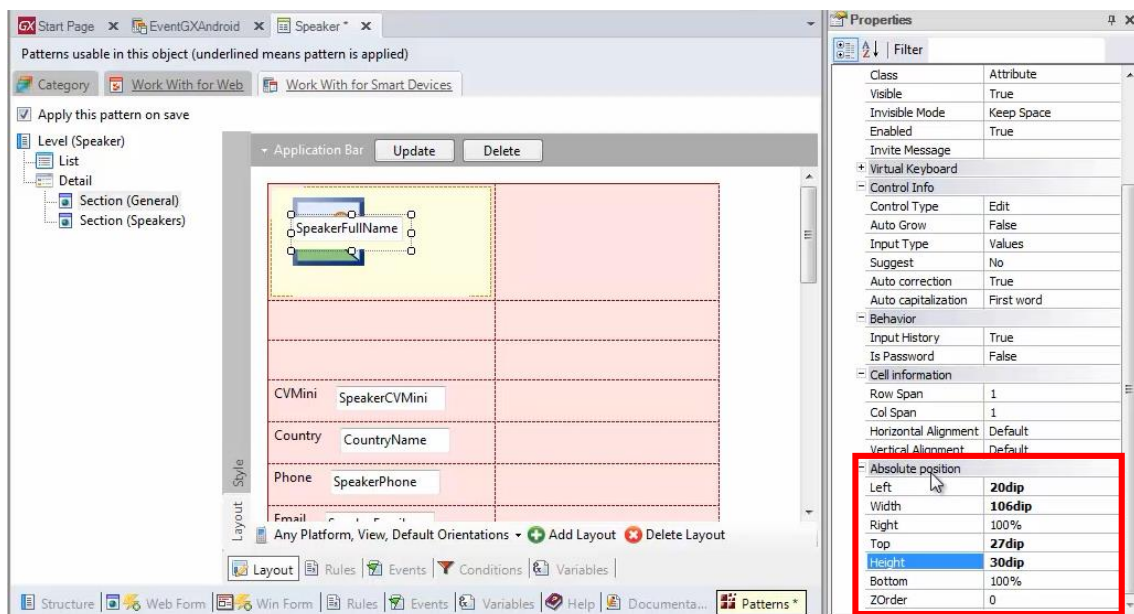 GX Start Page x EventGXAndroid x Speaker * x
Patterns usable in this object (underlined means pattern is applied)
Category Work With for Web Work With for Smart Devices
Apply this pattern on save
Level (Speaker)
List
Detail
Section (General)
Section (Speakers)
Application Bar Update Delete
SpeakerFullName
CVMini SpeakerCVMini
Country CountryName
Phone SpeakerPhone
Email
Style
Layout
Any Platform, View, Default Orientations Add Layout Delete Layout
Layout Rules Events Conditions Variables
Structure Web Form Win Form Rules Events Variables Help Documenta... Patterns *
Properties
Filter
Class Attribute
Visible True
Invisible Mode Keep Space
Enabled True
Invite Message
Virtual Keyboard
Control Info
Control Type Edit
Auto Grow False
Input Type Values
Suggest No
Auto correction True
Auto capitalization First word
Behavior
Input History True
Is Password False
Cell information
Row Span 1
Col Span 1
Horizontal Alignment Default
Vertical Alignment Default
Absolute position
Left 20dip
Width 106dip
Right 100%
Top 27dip
Height 30dip
Bottom 100%
ZOrder 0